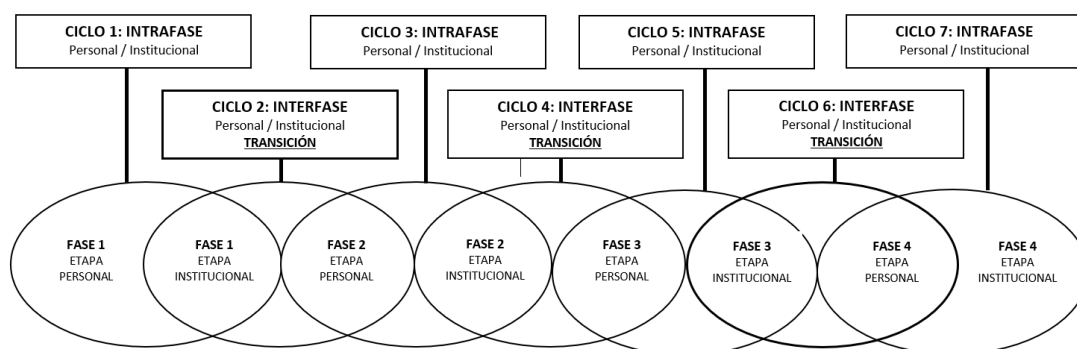 CICLO 1: INTRAFASE
Personal / Institucional
CICLO 3: INTRAFASE
Personal / Institucional
CICLO 5: INTRAFASE
Personal / Institucional
CICLO 7: INTRAFASE
Personal / Institucional
CICLO 2: INTERFASE
Personal / Institucional
TRANSICIÓN
CICLO 4: INTERFASE
Personal / Institucional
TRANSICIÓN
CICLO 6: INTERFASE
Personal / Institucional
TRANSICIÓN
FASE 1
ETAPA
PERSONAL
FASE 1
ETAPA
INSTITUCIONAL
FASE 2
ETAPA
PERSONAL
FASE 2
ETAPA
INSTITUCIONAL
FASE 3
ETAPA
PERSONAL
FASE 3
ETAPA
INSTITUCIONAL
FASE 4
ETAPA
PERSONAL
FASE 4
ETAPA
INSTITUCIONAL